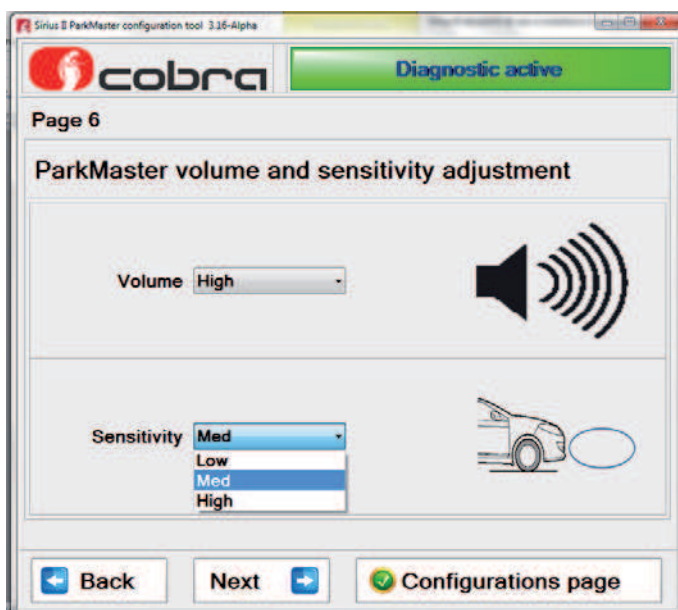 Sirius II ParkMaster configuration tool 3.16-Alpha
cobra
Diagnostic active
Page 6
ParkMaster volume and sensitivity adjustment
Volume High
Sensitivity Med
Low
Med
High
Back
Next
Configurations page